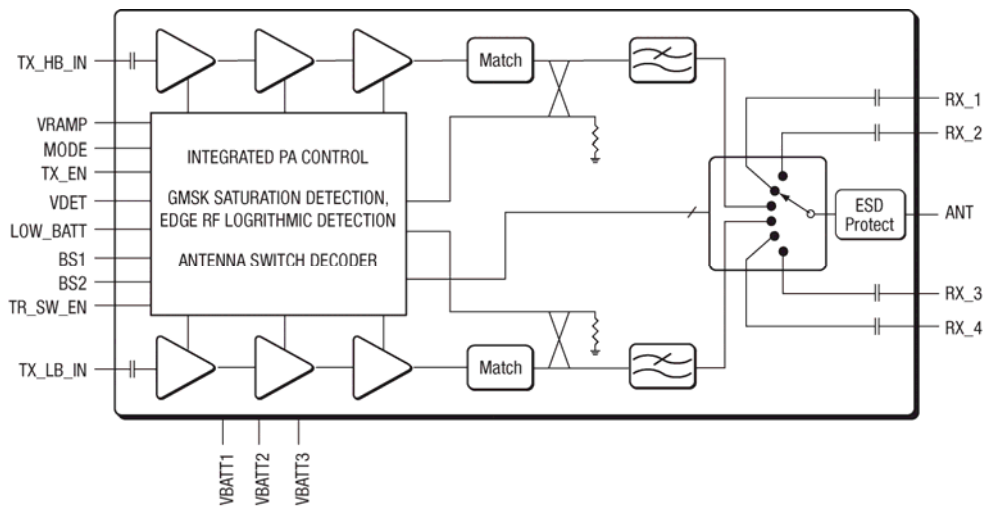 TX_HB_IN
VRAMP
MODE
TX_EN
VDET
LOW_BATT
BS1
BS2
TR_SW_EN
TX_LB_IN
INTEGRATED PA CONTROL
GMSK SATURATION DETECTION,
EDGE RF LOGRITHMIC DETECTION
ANTENNA SWITCH DECODER
Match
Match
ESD
Protect
RX_1
RX_2
ANT
RX_3
RX_4
VBATT1
VBATT2
VBATT3